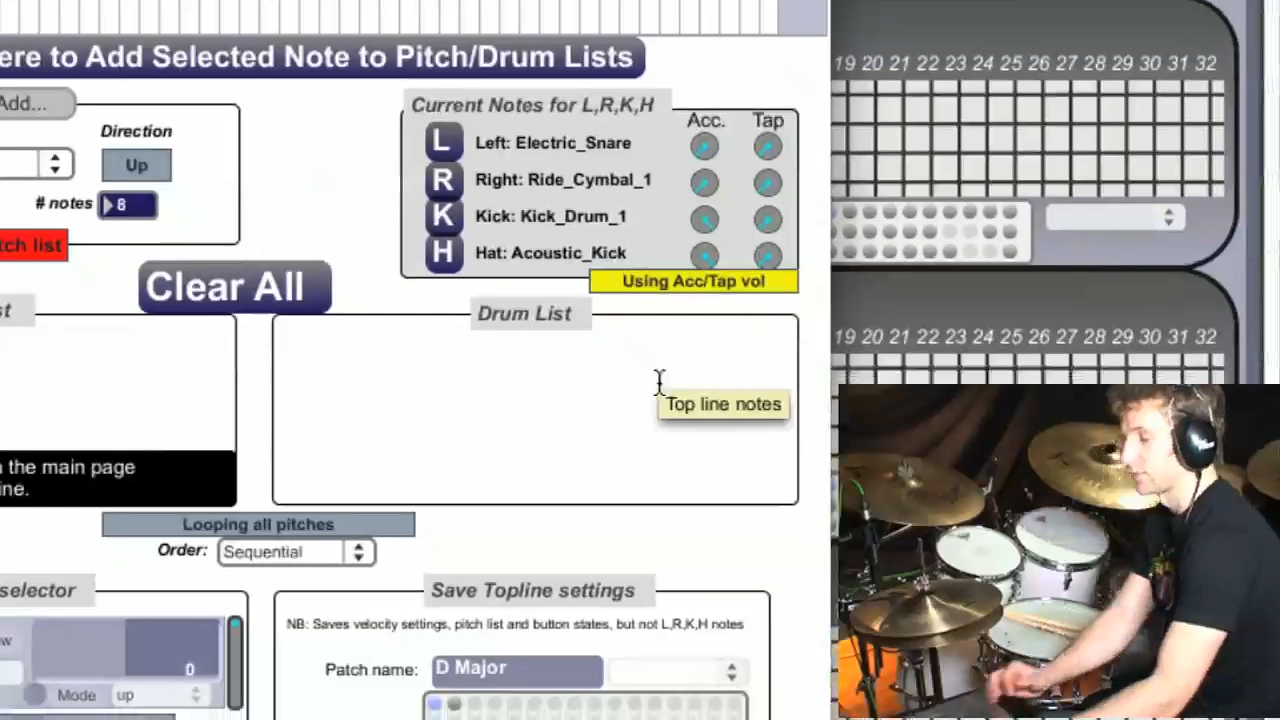 ere to Add Selected Note to Pitch/Drum Lists
19 20 21 22 23 24 25 26 27 28 29 30 31 32
Add...
Direction
Up
# notes 8
tch list
Clear All
Current Notes for L,R,K,H
Acc. Tap
L Left: Electric_Snare
R Right: Ride_Cymbal_1
K Kick: Kick_Drum_1
H Hat: Acoustic_Kick
Using Acc/Tap vol
st
Drum List
19 20 21 22 23 24 25 26 27 28 29 30 31 32
Top line notes
the main page
ine.
Looping all pitches
Order: Sequential
selector
Save Topline settings
NB: Saves velocity settings, pitch list and button states, but not L,R,K,H notes
0
Patch name: D Major
Mode up